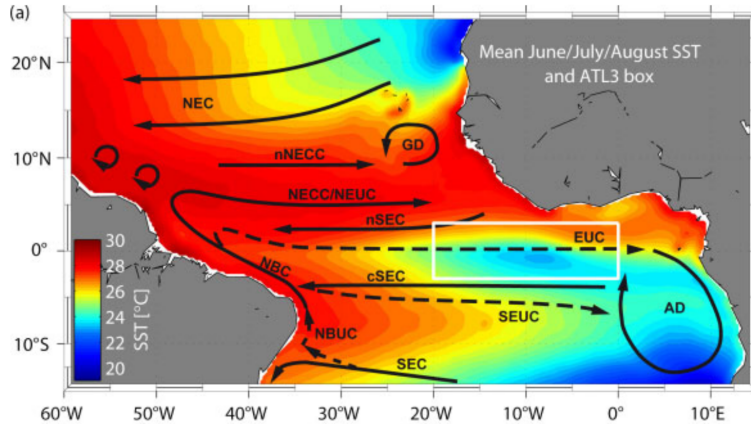 (a)
20°N
10°N
0°
10°S
Mean June/July/August SST
and ATL3 box
NEC
GD
nNECC
NECC/NEUC
nSEC
EUC
NBC
cSEC
SEUC
AD
NBUC
SEC
30
28
26
24
22
20
SST [°C]
60°W 50°W 40°W 30°W 20°W 10°W 0° 10°E